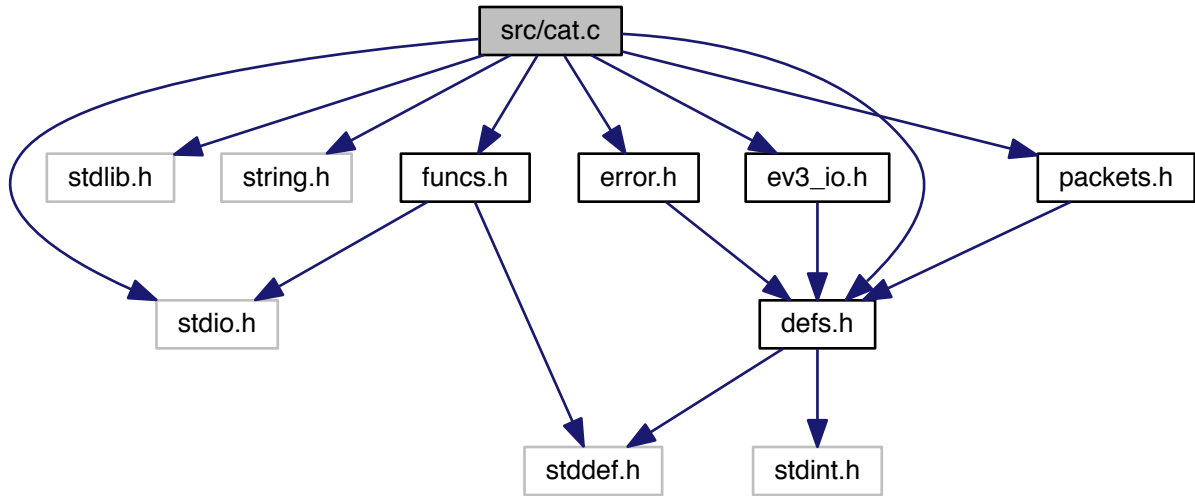 src/cat.c
stdlib.h
string.h
funcs.h
error.h
ev3_io.h
packets.h
stdio.h
defs.h
stddef.h
stdint.h